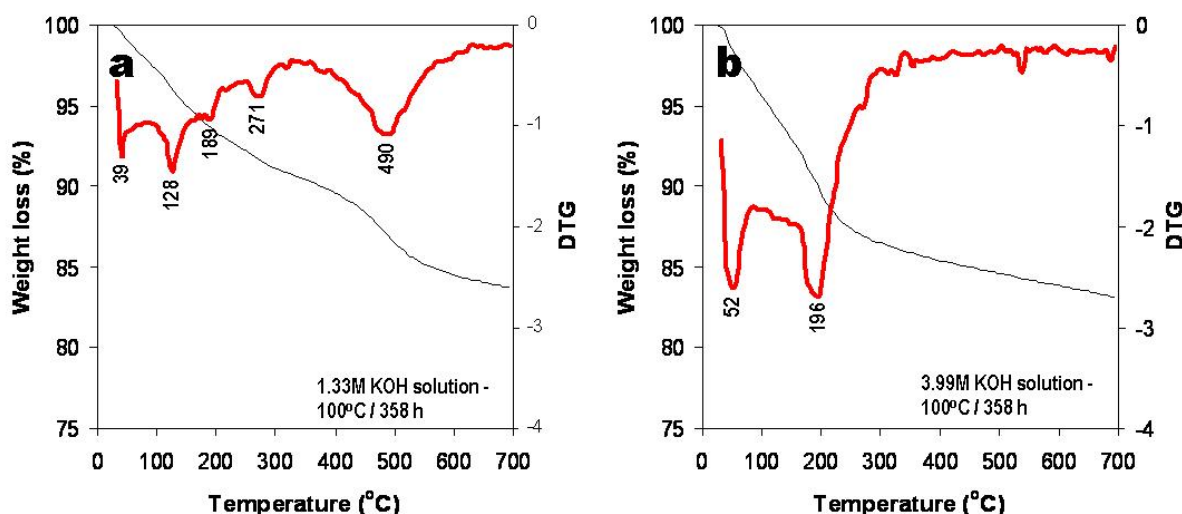 a
Weight loss (%)
100
95
90
85
80
75
0
-1
-2
-3
-4
DTG
39
128
189
271
490
1.33M KOH solution -
100ºC / 358 h
0 100 200 300 400 500 600 700
Temperature (ºC)
b
Weight loss (%)
100
95
90
85
80
75
0
-1
-2
-3
-4
DTG
52
196
3.99M KOH solution -
100ºC / 358 h
0 100 200 300 400 500 600 700
Temperature (ºC)